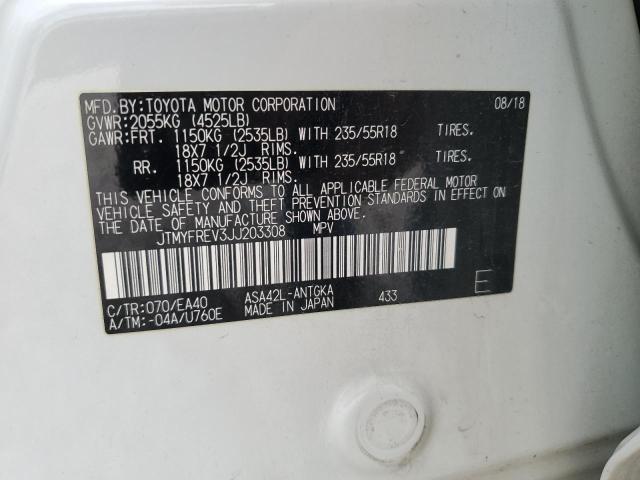 MFD.BY:TOYOTA MOTOR CORPORATION 08/18
GVWR:2055KG (4525LB)
GAWR:FRT. 1150KG (2535LB) WITH 235/55R18 TIRES.
18X7 1/2J RIMS.
RR. 1150KG (2535LB) WITH 235/55R18 TIRES.
18X7 1/2J RIMS.
THIS VEHICLE CONFORMS TO ALL APPLICABLE FEDERAL MOTOR
VEHICLE SAFETY AND THEFT PREVENTION STANDARDS IN EFFECT ON
THE DATE OF MANUFACTURE SHOWN ABOVE.
JTMYFREV3JJ203308 MPV
C/TR:070/EA40 ASA42L-ANTGKA 433 E
A/TM:-04A/U760E MADE IN JAPAN